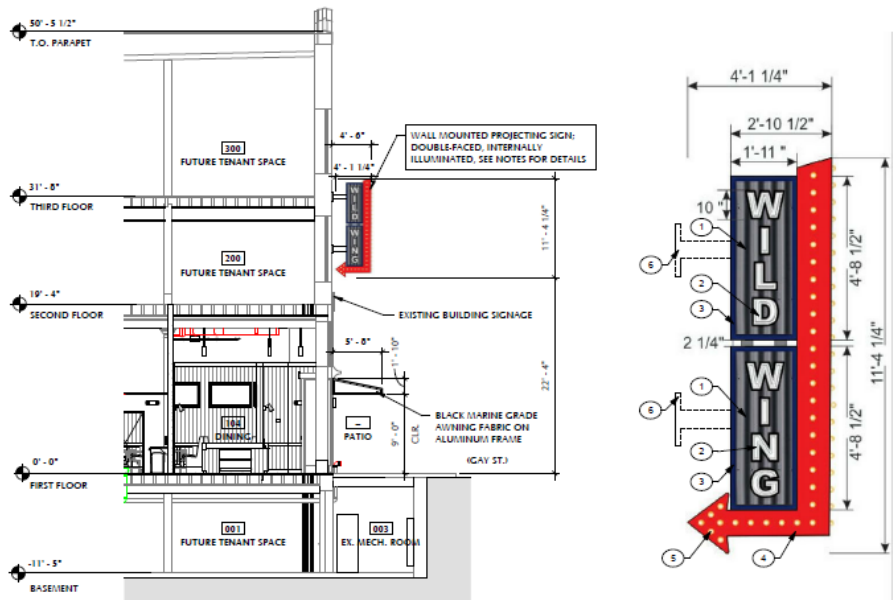 50' - 5 1/2"
T.O. PARAPET
300
FUTURE TENANT SPACE
4' - 6"
WALL MOUNTED PROJECTING SIGN;
DOUBLE-FACED, INTERNALLY
ILLUMINATED, SEE NOTES FOR DETAILS
4' - 1 1/4"
31' - 8"
THIRD FLOOR
WILD
WING
11' - 4 1/4"
200
FUTURE TENANT SPACE
19' - 4"
SECOND FLOOR
EXISTING BUILDING SIGNAGE
5' - 8"
1' - 10"
22' - 4"
104
DINING
PATIO
9' - 0"
CLR.
BLACK MARINE GRADE
AWNING FABRIC ON
ALUMINUM FRAME
(GAY ST.)
0' - 0"
FIRST FLOOR
001
FUTURE TENANT SPACE
003
EX. MECH. ROOM
-11' - 5"
BASEMENT
4'-1 1/4"
2'-10 1/2"
1'-11"
10 "
1
6
2
3
WILD
4'-8 1/2"
2 1/4"
11'-4 1/4"
1
6
2
3
WING
4'-8 1/2"
5
4